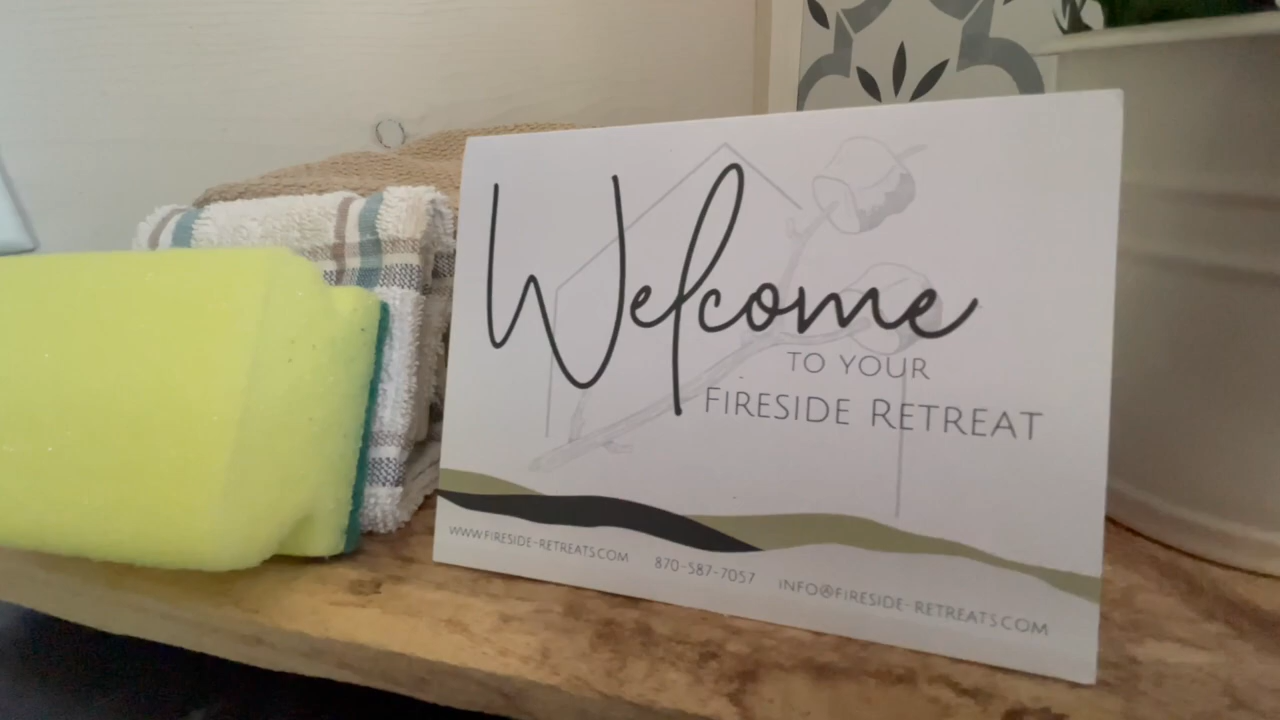 Welcome
TO YOUR
FIRESIDE RETREAT
WWW.FIRESIDE-RETREATS.COM 870-587-7057 INFO@FIRESIDE-RETREATS.COM